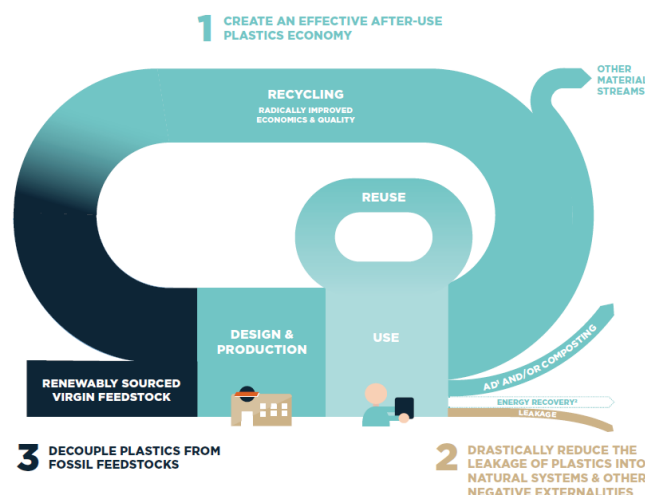 1 CREATE AN EFFECTIVE AFTER-USE
PLASTICS ECONOMY
OTHER
MATERIAL
STREAMS
RECYCLING
RADICALLY IMPROVED
ECONOMICS & QUALITY
REUSE
DESIGN &
PRODUCTION
USE
RENEWABLY SOURCED
VIRGIN FEEDSTOCK
AD¹ AND/OR COMPOSTING
ENERGY RECOVERY²
LEAKAGE
3 DECOUPLE PLASTICS FROM
FOSSIL FEEDSTOCKS
2 DRASTICALLY REDUCE THE
LEAKAGE OF PLASTICS INTO
NATURAL SYSTEMS & OTHER
NEGATIVE EXTERNALITIES